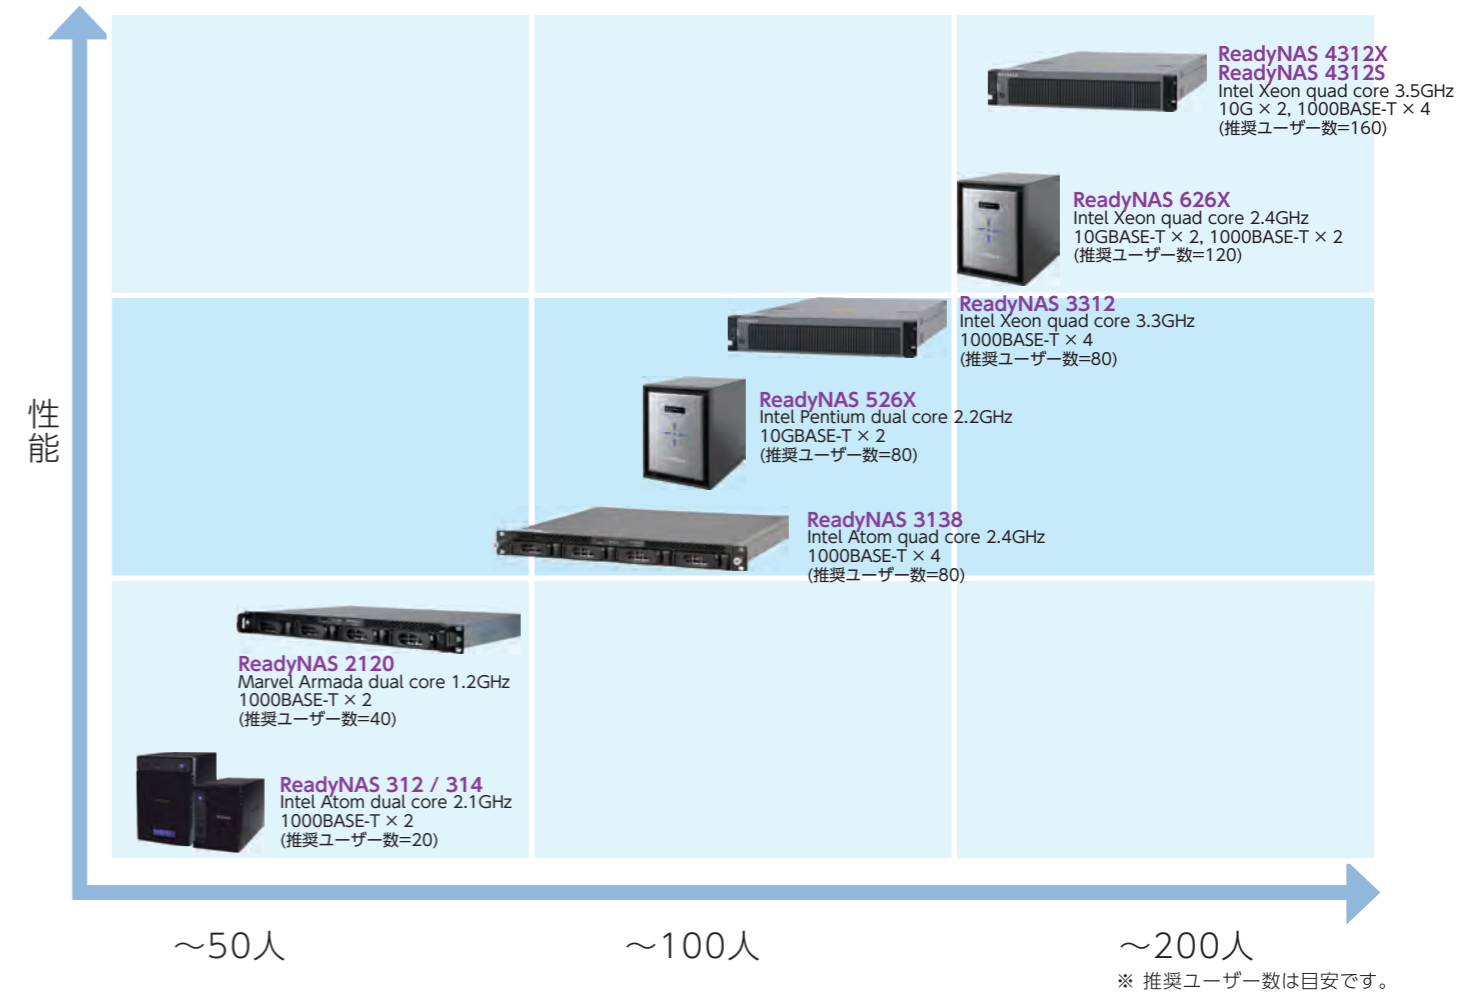 ReadyNAS 4312X
ReadyNAS 4312S
Intel Xeon quad core 3.5GHz
10G × 2, 1000BASE-T × 4
(推奨ユーザー数=160)
ReadyNAS 626X
Intel Xeon quad core 2.4GHz
10GBASE-T × 2, 1000BASE-T × 2
(推奨ユーザー数=120)
ReadyNAS 3312
Intel Xeon quad core 3.3GHz
1000BASE-T × 4
(推奨ユーザー数=80)
ReadyNAS 526X
Intel Pentium dual core 2.2GHz
10GBASE-T × 2
(推奨ユーザー数=80)
性能
ReadyNAS 3138
Intel Atom quad core 2.4GHz
1000BASE-T × 4
(推奨ユーザー数=80)
ReadyNAS 2120
Marvel Armada dual core 1.2GHz
1000BASE-T × 2
(推奨ユーザー数=40)
ReadyNAS 312 / 314
Intel Atom dual core 2.1GHz
1000BASE-T × 2
(推奨ユーザー数=20)
～50人
～100人
～200人
※ 推奨ユーザー数は目安です。